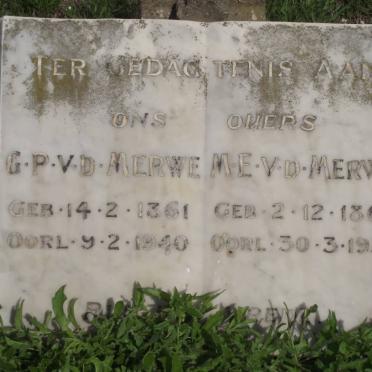 TER GEDAGTENIS AAN
ONS OUERS
G·P·V·D·MERWE M·E·V·D·MERW
GEB·14·2·1861 GEB·2·12·18
OORL·9·2·1940 OORL·30·3·19